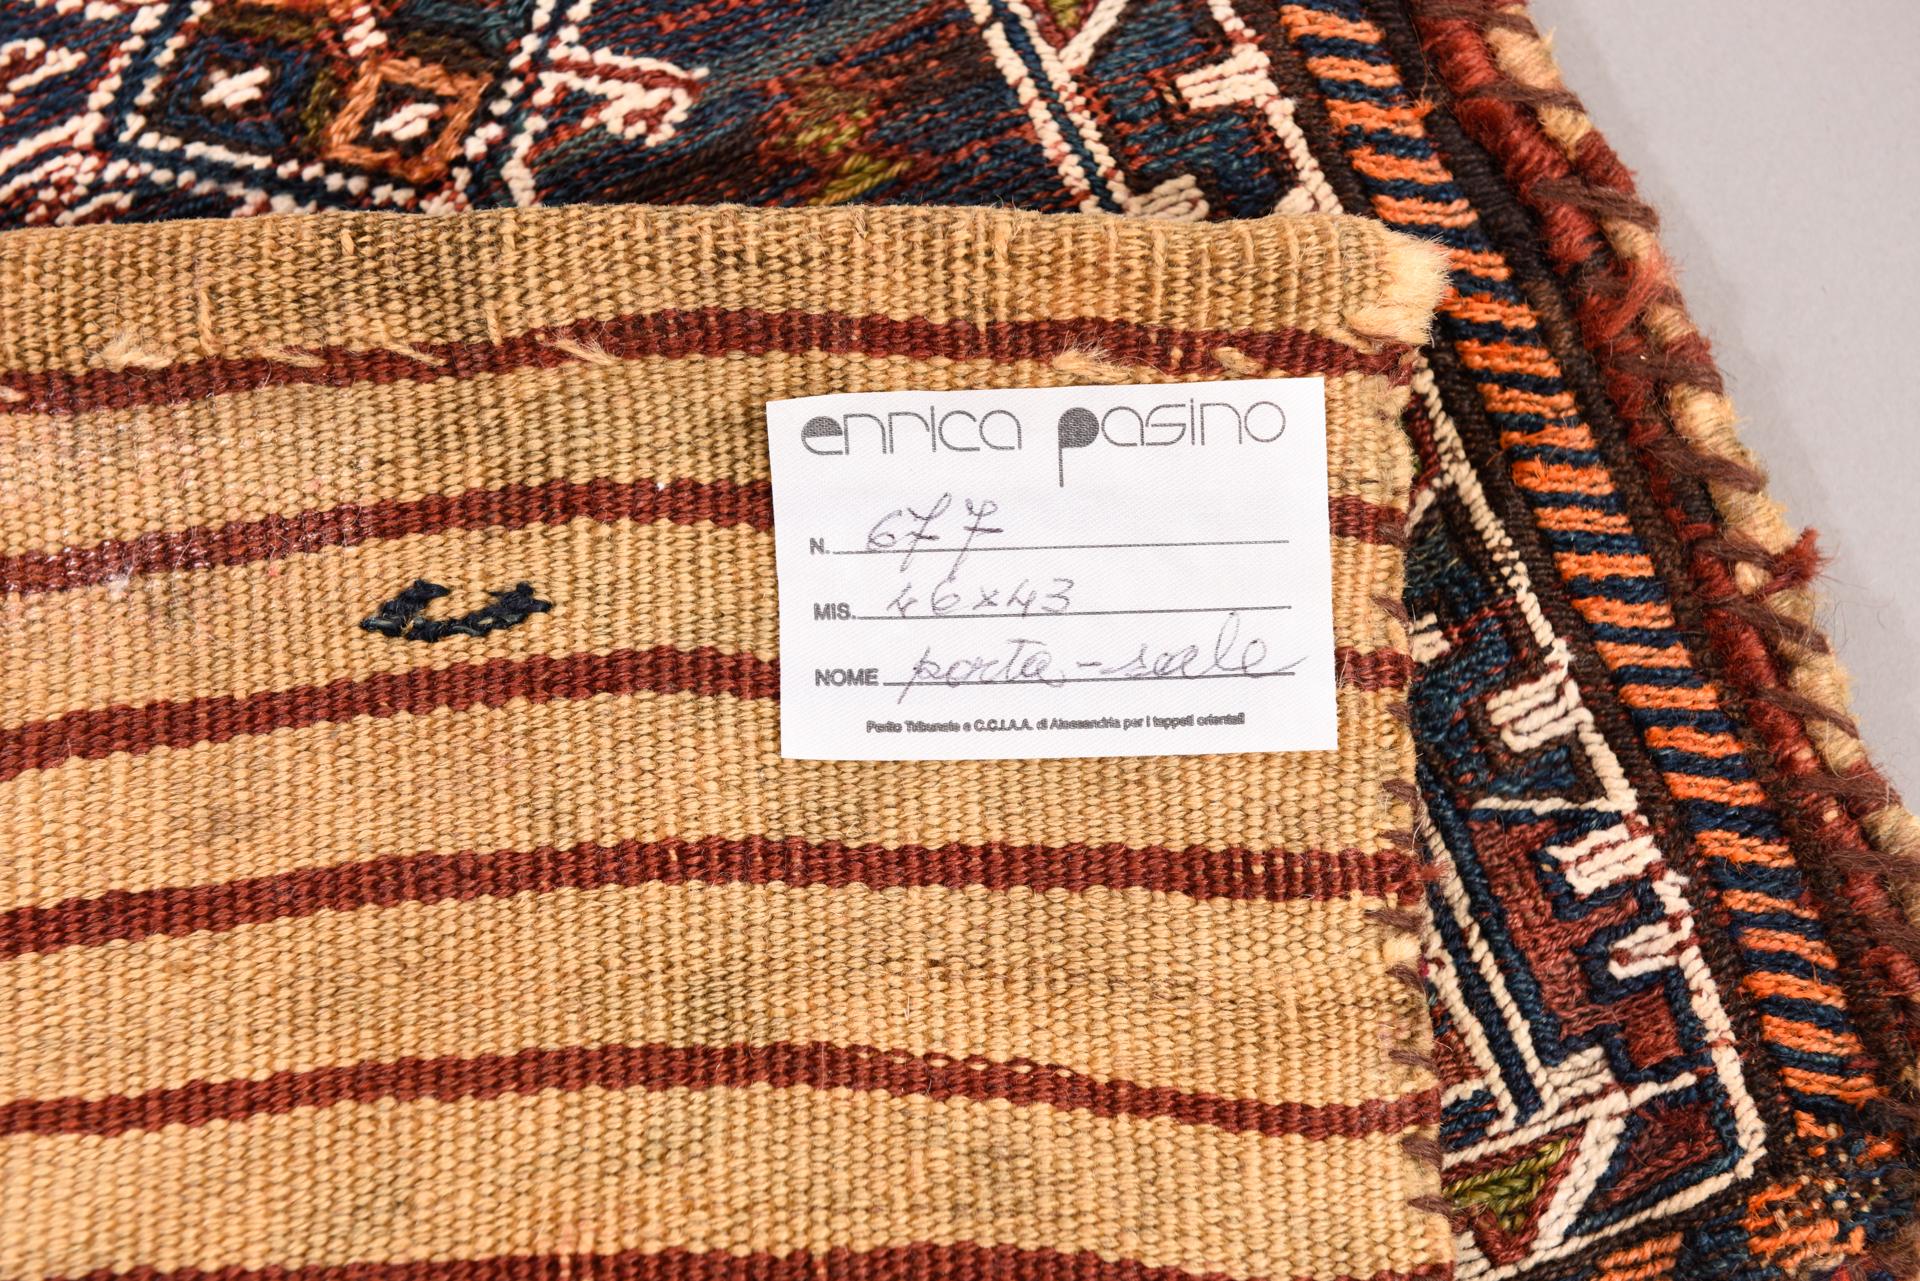 enrica pasino
N. 677
MIS. 46x43
NOME porta-sale
Perito Tribunale e C.C.I.A.A. di Alessandria per i tappeti orientali